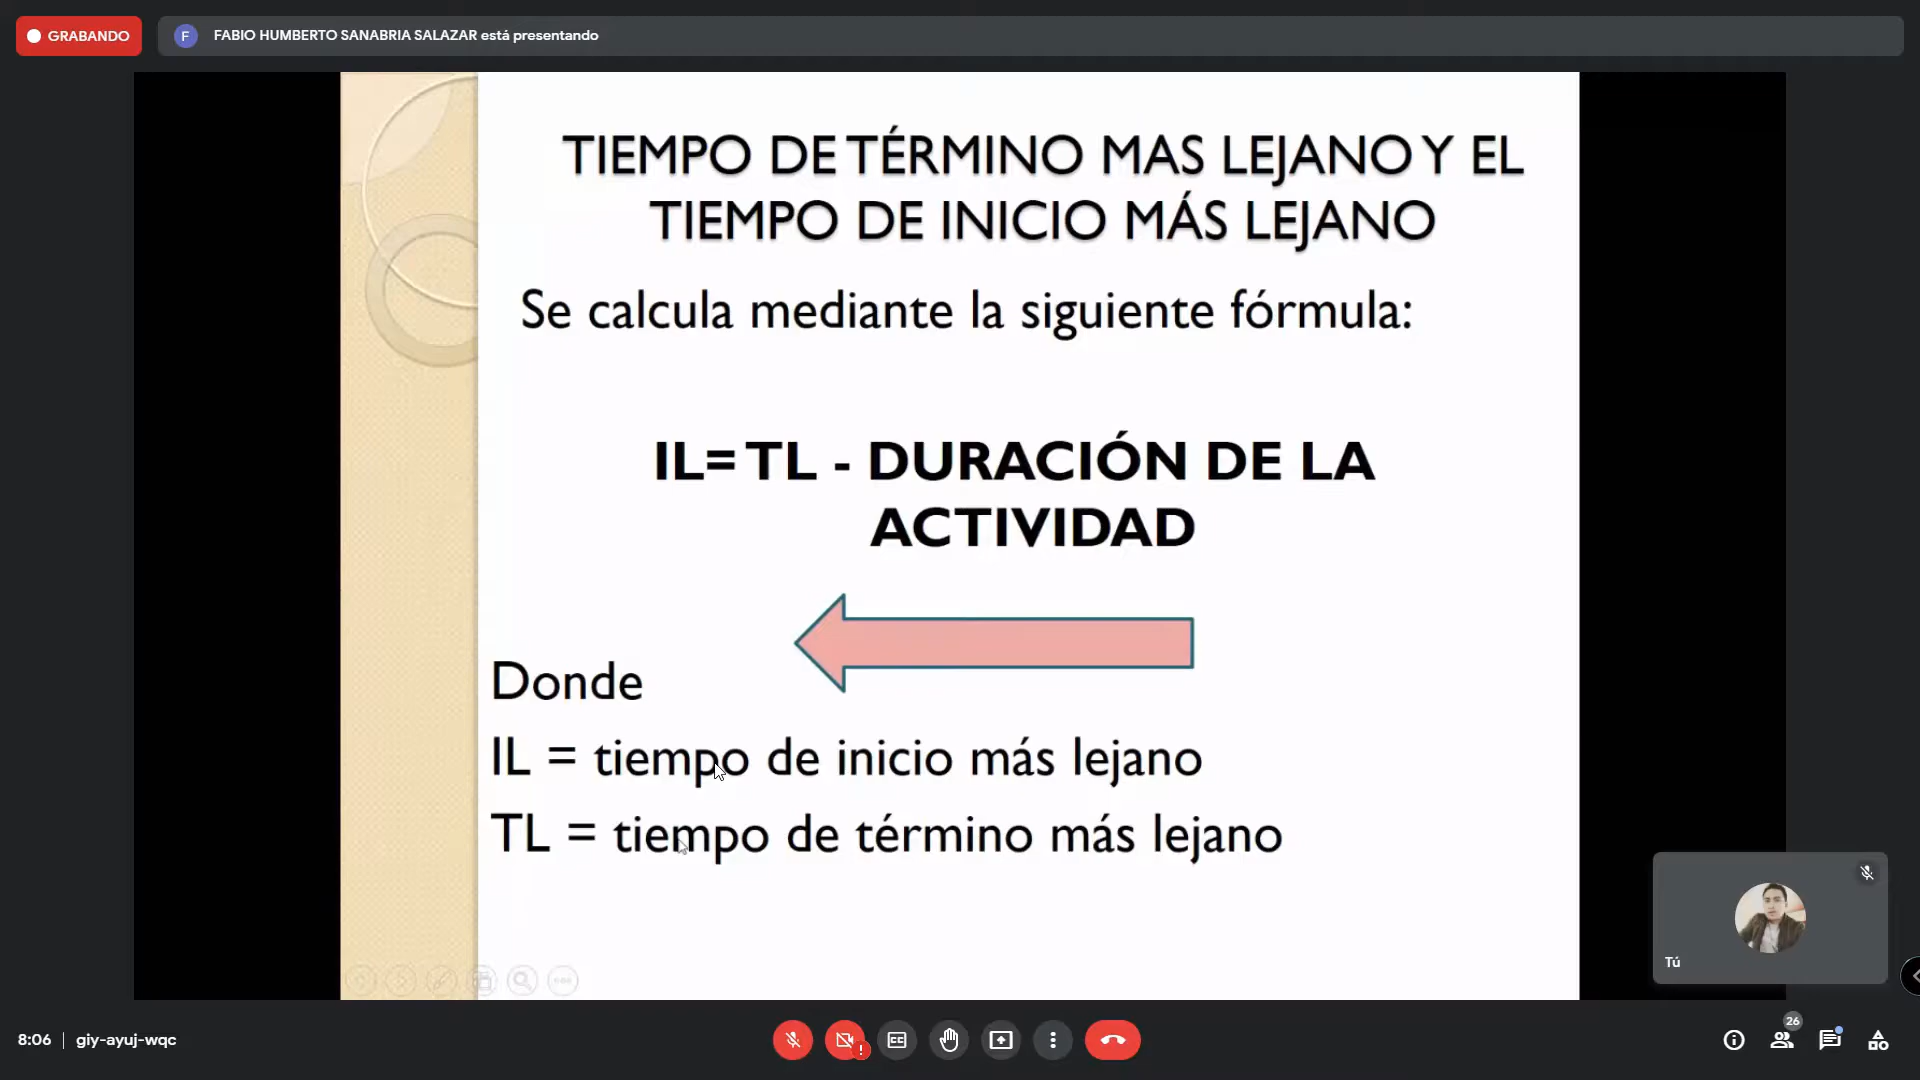 GRABANDO
F
FABIO HUMBERTO SANABRIA SALAZAR está presentando
TIEMPO DE TÉRMINO MAS LEJANO Y EL
TIEMPO DE INICIO MÁS LEJANO
Se calcula mediante la siguiente fórmula:
IL= TL - DURACIÓN DE LA
ACTIVIDAD
Donde
IL = tiempo de inicio más lejano
TL = tiempo de término más lejano
Tú
8:06 | giy-ayuj-wqc
CC
!
26